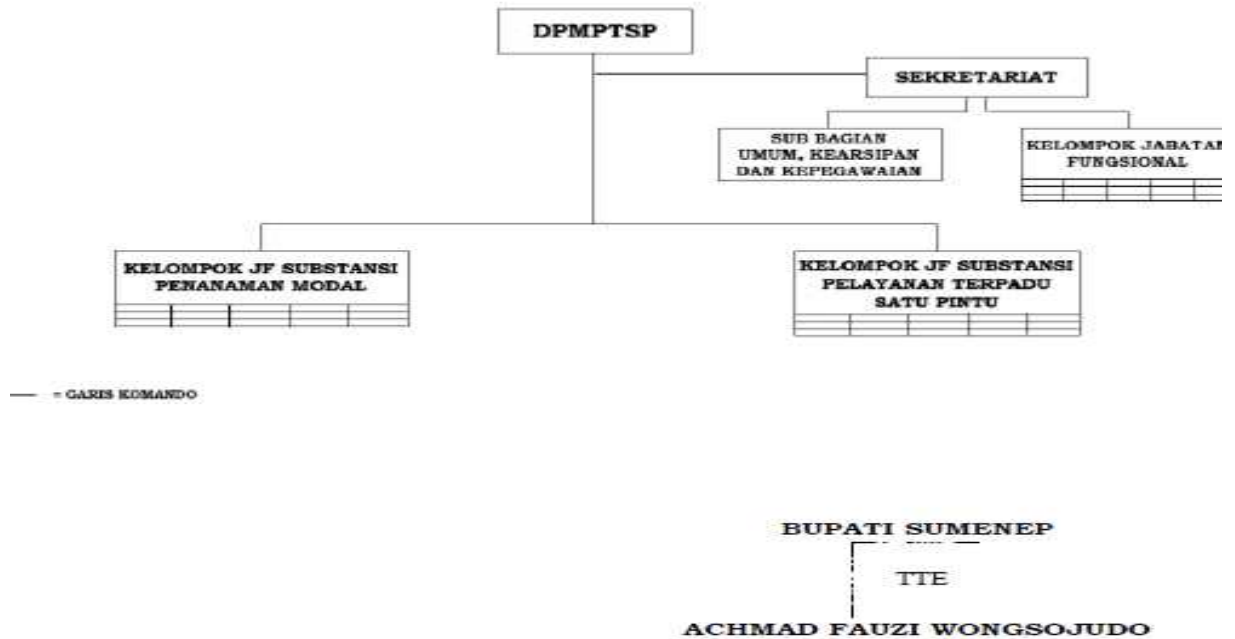 DPMPTSP
SEKRETARIAT
SUB BAGIAN
UMUM, KEARSIPAN
DAN KEPEGAWAIAN
KELOMPOK JABATAN
FUNGSIONAL
KELOMPOK JF SUBSTANSI
PENANAMAN MODAL
KELOMPOK JF SUBSTANSI
PELAYANAN TERPADU
SATU PINTU
= GARIS KOMANDO
BUPATI SUMENEP
TTE
ACHMAD FAUZI WONGSOJUDO